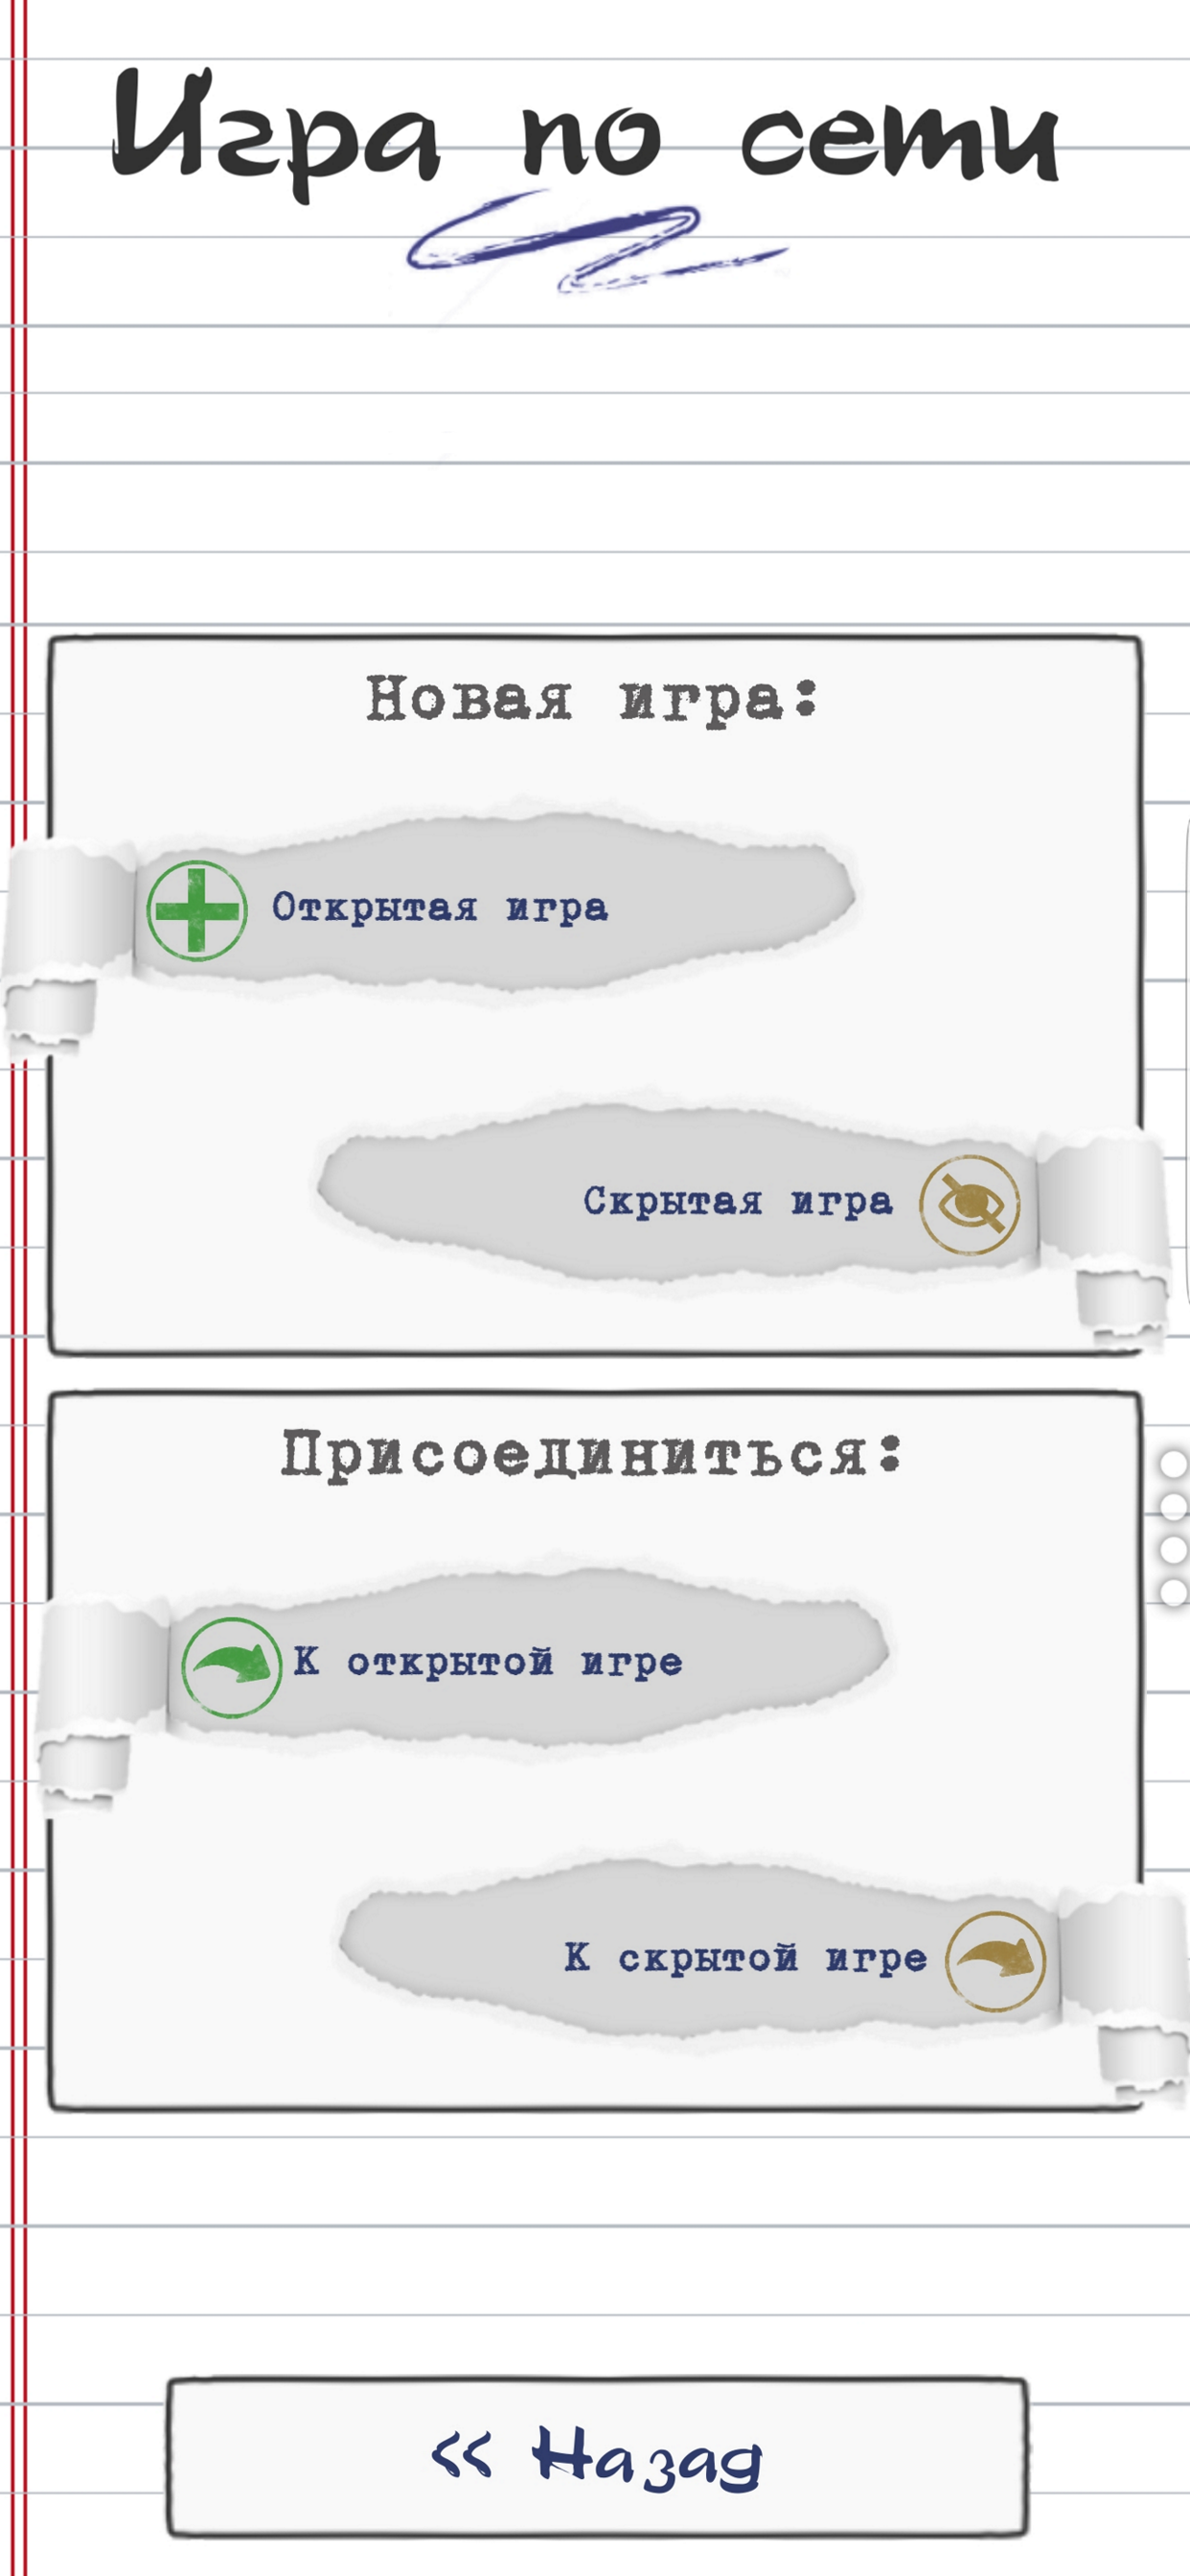 Игра по сети
Новая игра:
Открытая игра
Скрытая игра
Присоединиться:
К открытой игре
К скрытой игре
<< Назад